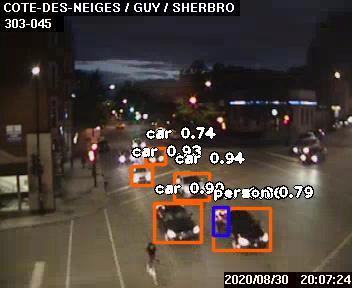 COTE-DES-NEIGES / GUY / SHERBRO
303-045
car 0.74
car 0.93
car 0.94
car 0.90
person 0.79
2020/08/30 20:07:24